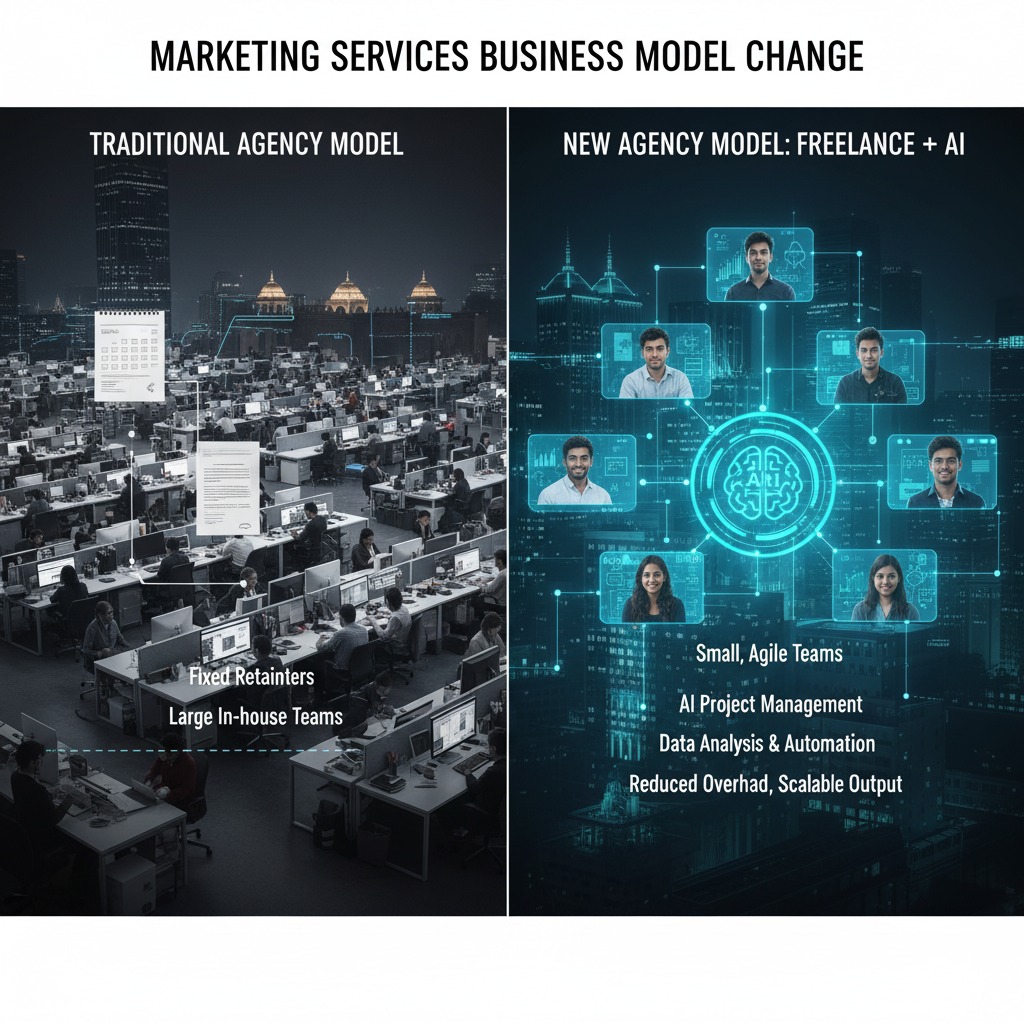 MARKETING SERVICES BUSINESS MODEL CHANGE
TRADITIONAL AGENCY MODEL
Fixed Retainters
Large In-house Teams
NEW AGENCY MODEL: FREELANCE + AI
ARI
Small, Agile Teams
AI Project Management
Data Analysis & Automation
Reduced Overhad, Scalable Output